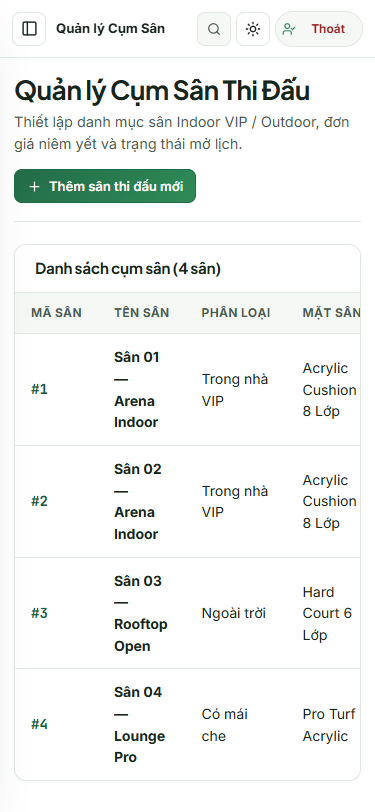 Quản lý Cụm Sân
Thoát
Quản lý Cụm Sân Thi Đấu
Thiết lập danh mục sân Indoor VIP / Outdoor, đơn
giá niêm yết và trạng thái mở lịch.
Thêm sân thi đấu mới
Danh sách cụm sân (4 sân)
MÃ SÂN TÊN SÂN PHÂN LOẠI MẶT SÂN
#1
Sân 01
—
Arena
Indoor
Trong nhà
VIP
Acrylic
Cushion
8 Lớp
#2
Sân 02
—
Arena
Indoor
Trong nhà
VIP
Acrylic
Cushion
8 Lớp
#3
Sân 03
—
Rooftop
Open
Ngoài trời
Hard
Court 6
Lớp
#4
Sân 04
—
Lounge
Pro
Có mái
che
Pro Turf
Acrylic